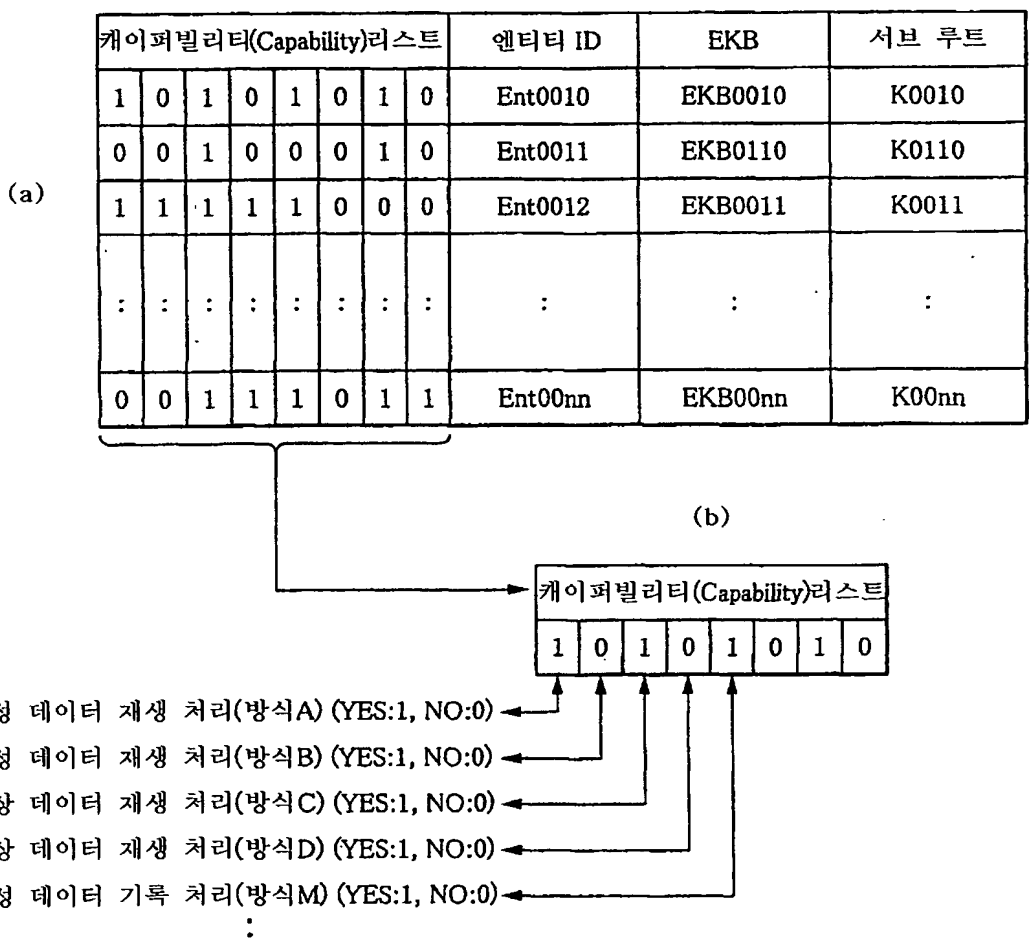 캐이퍼빌리티(Capability)리스트 엔티티 ID EKB 서브 루트
1 0 1 0 1 0 1 0 Ent0010 EKB0010 K0010
0 0 1 0 0 0 1 0 Ent0011 EKB0110 K0110
(a)
1 1 1 1 1 0 0 0 Ent0012 EKB0011 K0011
: : : : : : : : : : :
0 0 1 1 1 0 1 1 Ent00nn EKB00nn K00nn
(b)
캐이퍼빌리티(Capability)리스트
1 0 1 0 1 0 1 0
데이터 재생 처리(방식A) (YES:1, NO:0)
데이터 재생 처리(방식B) (YES:1, NO:0)
데이터 재생 처리(방식C) (YES:1, NO:0)
데이터 재생 처리(방식D) (YES:1, NO:0)
데이터 기록 처리(방식M) (YES:1, NO:0)
: